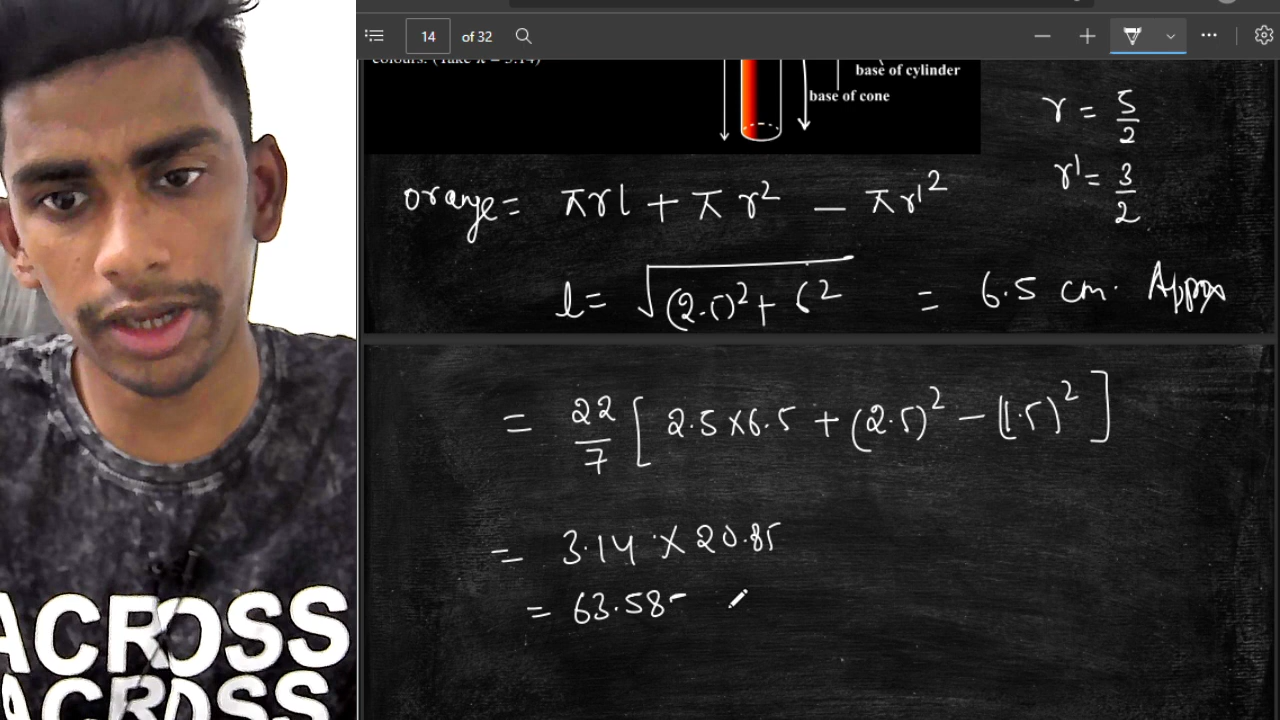 14 of 32
colours. (Take π = 3.14)
base of cylinder
base of cone
r = 5/2
r' = 3/2
orange = πrl + πr² − πr'²
l = √(2.5)² + 6² = 6.5 cm. Approx
= 22/7 [ 2.5×6.5 + (2.5)² − (1.5)² ]
= 3.14 × 20.85
= 63.585
ACROSS
ACROSS